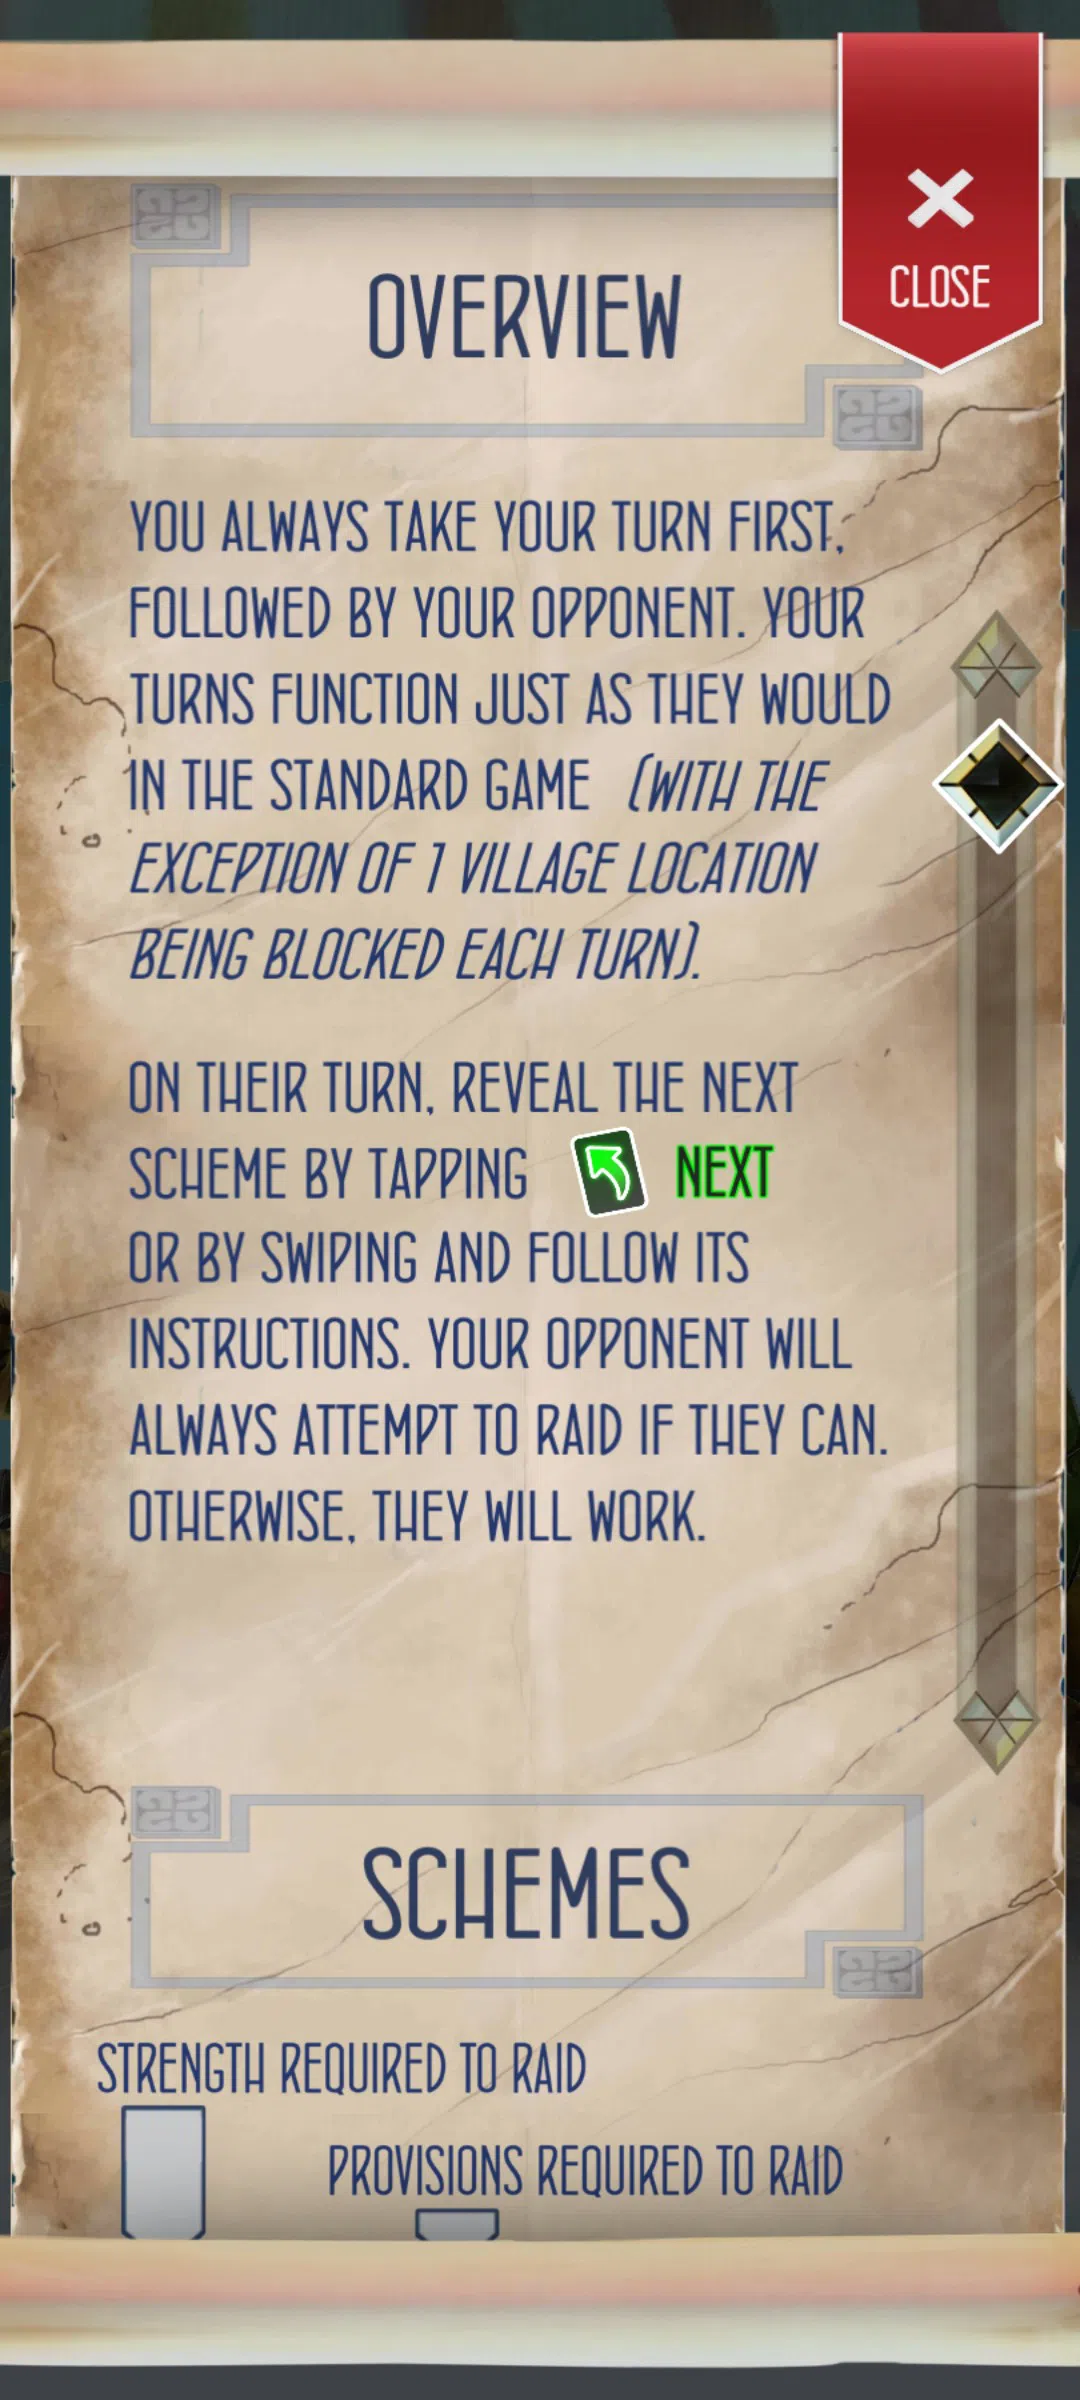 CLOSE
OVERVIEW
YOU ALWAYS TAKE YOUR TURN FIRST,
FOLLOWED BY YOUR OPPONENT. YOUR
TURNS FUNCTION JUST AS THEY WOULD
IN THE STANDARD GAME (WITH THE
EXCEPTION OF 1 VILLAGE LOCATION
BEING BLOCKED EACH TURN).
ON THEIR TURN, REVEAL THE NEXT
SCHEME BY TAPPING NEXT
OR BY SWIPING AND FOLLOW ITS
INSTRUCTIONS. YOUR OPPONENT WILL
ALWAYS ATTEMPT TO RAID IF THEY CAN.
OTHERWISE, THEY WILL WORK.
SCHEMES
STRENGTH REQUIRED TO RAID
PROVISIONS REQUIRED TO RAID